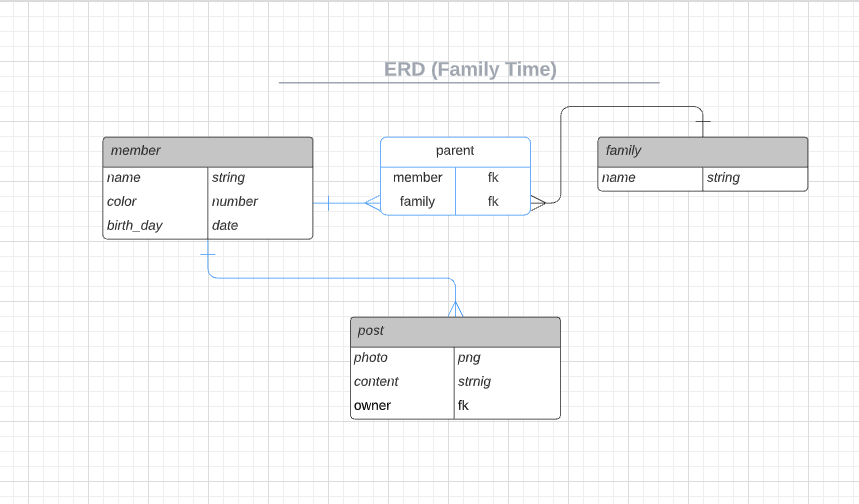 ERD (Family Time)
member
name string
color number
birth_day date
parent
member fk
family fk
family
name string
post
photo png
content strnig
owner fk